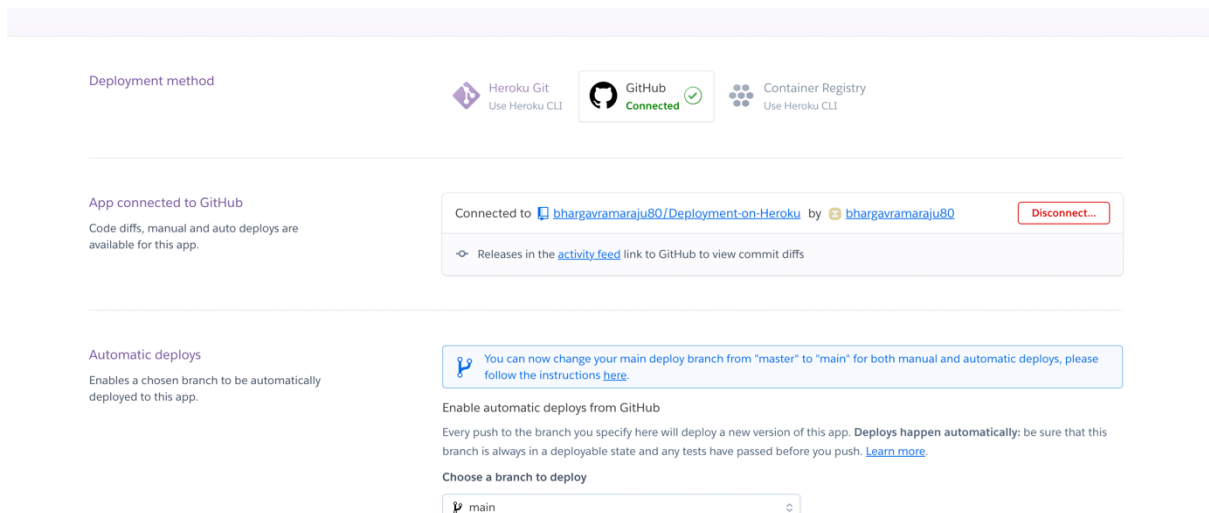 Deployment method
Heroku Git
Use Heroku CLI
GitHub
Connected
Container Registry
Use Heroku CLI
App connected to GitHub
Code diffs, manual and auto deploys are
available for this app.
Connected to bhargavramaraju80/Deployment-on-Heroku by bhargavramaraju80
Disconnect...
Releases in the activity feed link to GitHub to view commit diffs
Automatic deploys
Enables a chosen branch to be automatically
deployed to this app.
You can now change your main deploy branch from "master" to "main" for both manual and automatic deploys, please
follow the instructions here.
Enable automatic deploys from GitHub
Every push to the branch you specify here will deploy a new version of this app. Deploys happen automatically: be sure that this
branch is always in a deployable state and any tests have passed before you push. Learn more.
Choose a branch to deploy
main